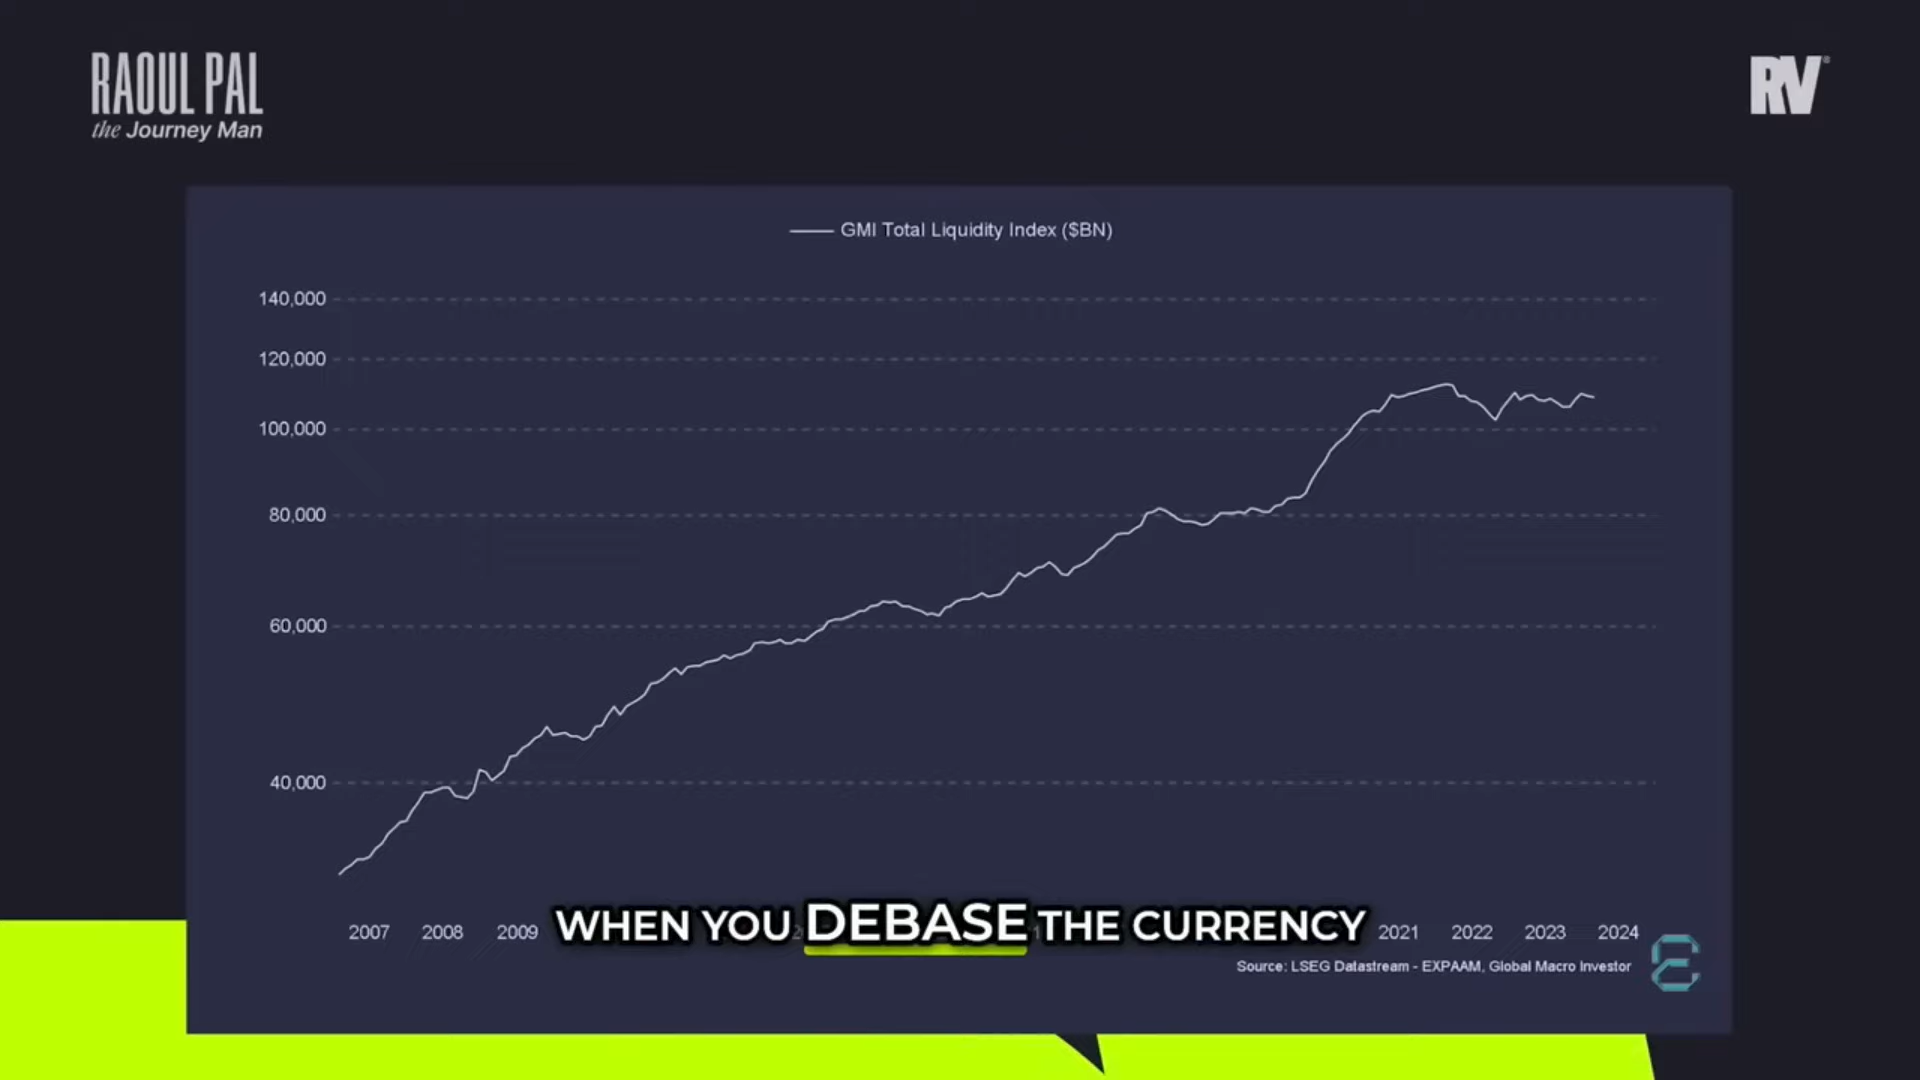 RAOUL PAL
the Journey Man
RV
GMI Total Liquidity Index ($BN)
140,000
120,000
100,000
80,000
60,000
40,000
WHEN YOU DEBASE THE CURRENCY
2007 2008 2009 2021 2022 2023 2024
Source: LSEG Datastream - EXPAAM, Global Macro Investor